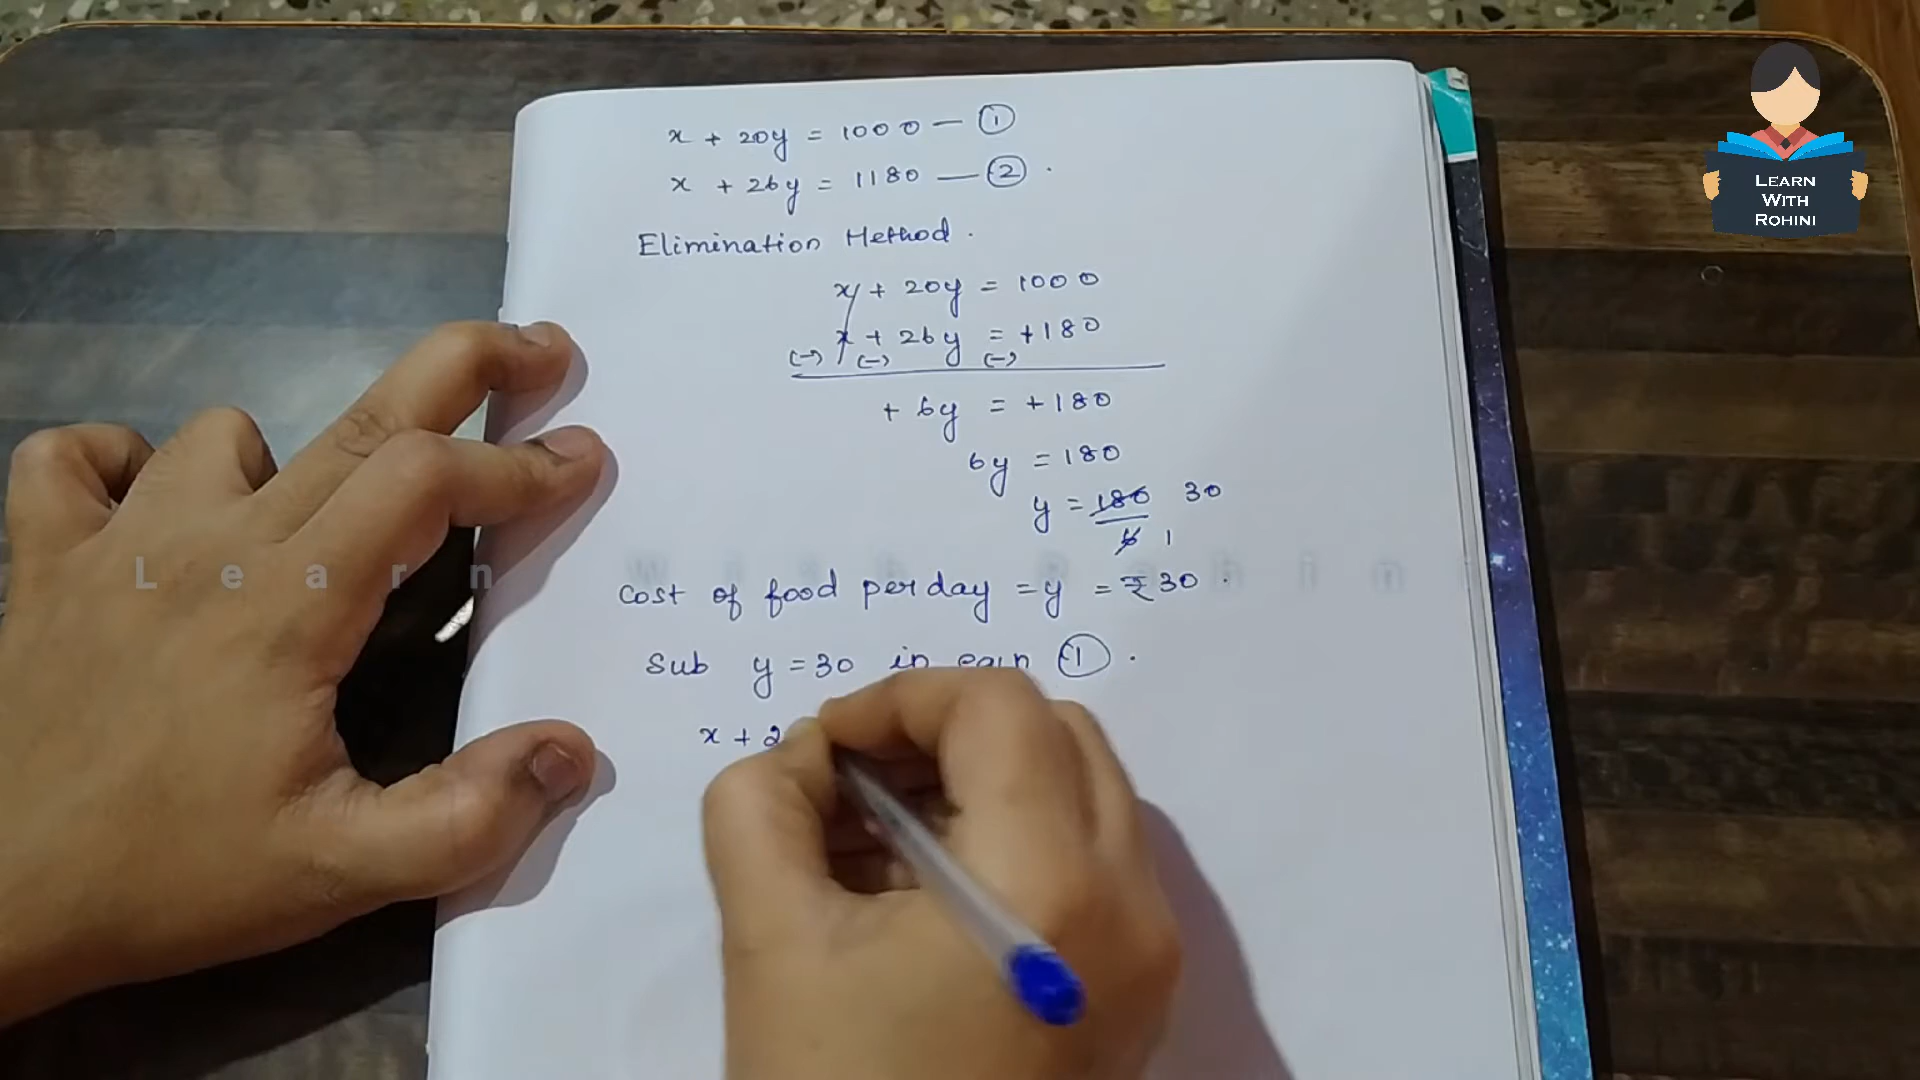 x + 20y = 1000 — ①
x + 26y = 1180 — ② .
Elimination Method .
x + 20y = 1000
x + 26y = +180
(-) (-) (-)
+ 6y = +180
6y = 180
y = 180 30
6 1
Cost of food per day = y = ₹30 .
Sub y = 30 in eqn ① .
x + 2
LEARN
WITH
ROHINI
Learn With Rohini